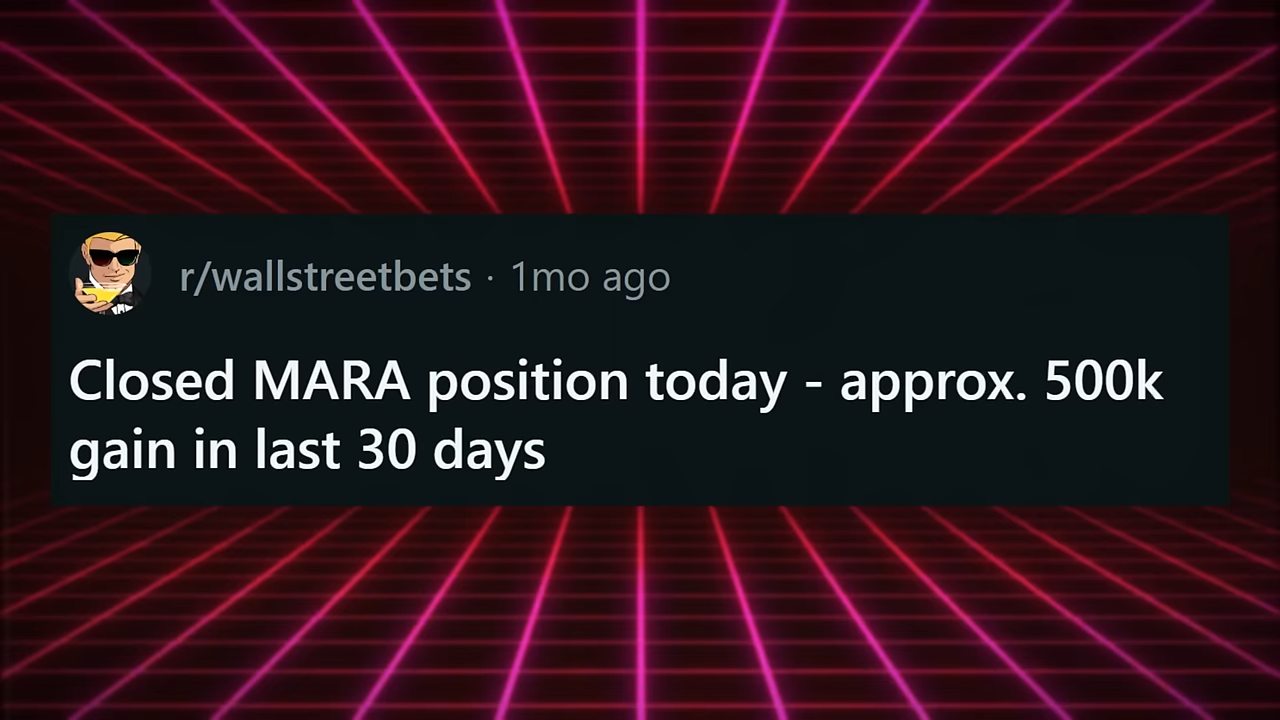 r/wallstreetbets · 1mo ago
Closed MARA position today - approx. 500k
gain in last 30 days